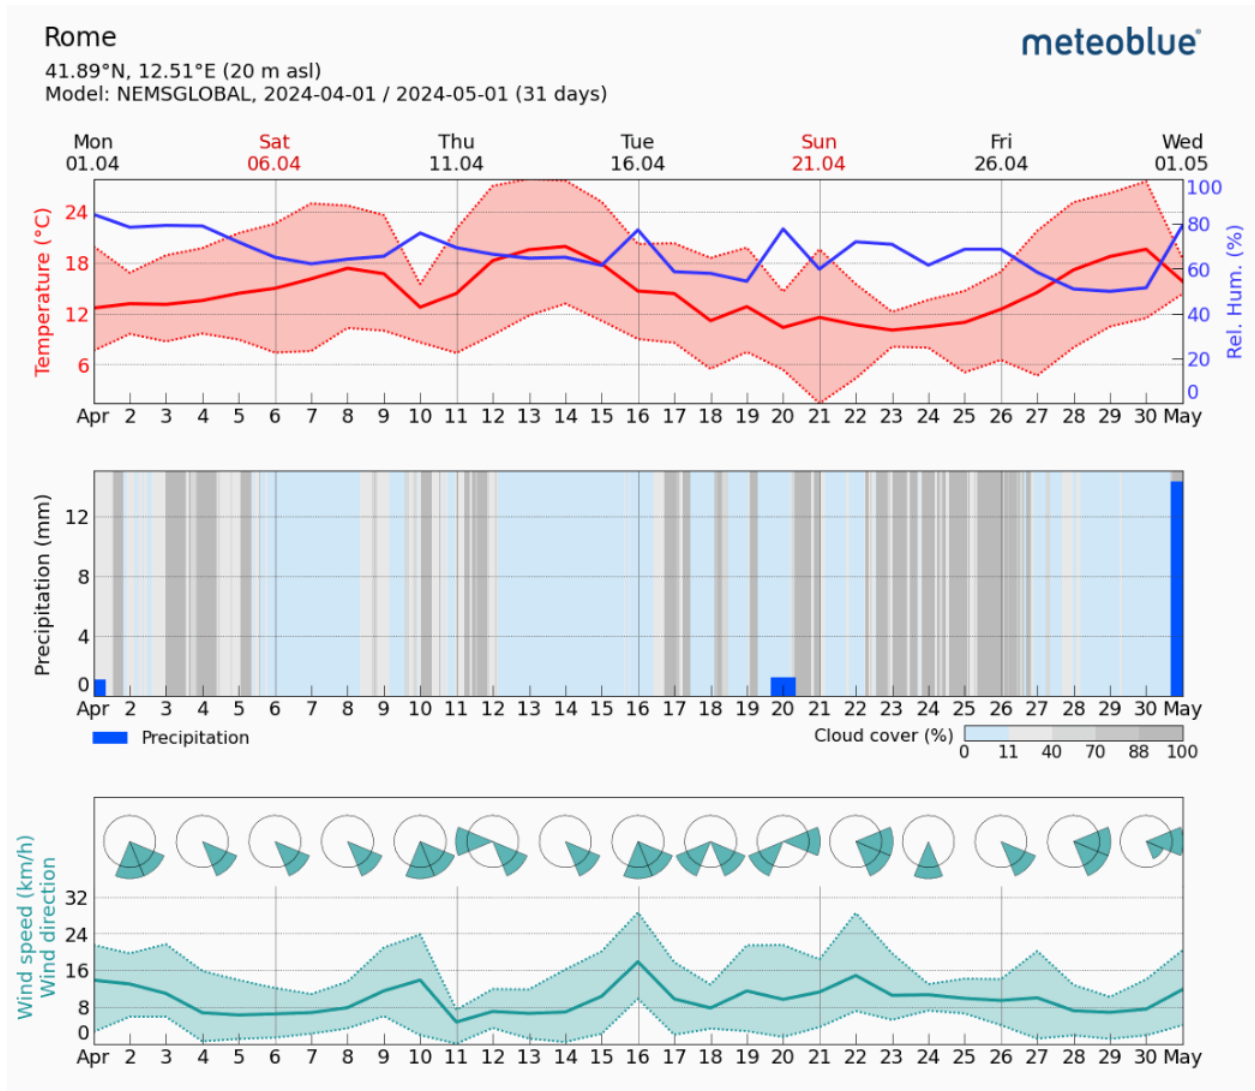 Rome
meteoblue®
41.89°N, 12.51°E (20 m asl)
Model: NEMSGLOBAL, 2024-04-01 / 2024-05-01 (31 days)
Mon Sat Thu Tue Sun Fri Wed
01.04 06.04 11.04 16.04 21.04 26.04 01.05
Temperature (°C)
24
18
12
6
100
80
60
40
20
0
Rel. Hum. (%)
Apr 2 3 4 5 6 7 8 9 10 11 12 13 14 15 16 17 18 19 20 21 22 23 24 25 26 27 28 29 30 May
Precipitation (mm)
12
8
4
0
Apr 2 3 4 5 6 7 8 9 10 11 12 13 14 15 16 17 18 19 20 21 22 23 24 25 26 27 28 29 30 May
Precipitation
Cloud cover (%)
0 11 40 70 88 100
Wind speed (km/h)
Wind direction
32
24
16
8
0
Apr 2 3 4 5 6 7 8 9 10 11 12 13 14 15 16 17 18 19 20 21 22 23 24 25 26 27 28 29 30 May